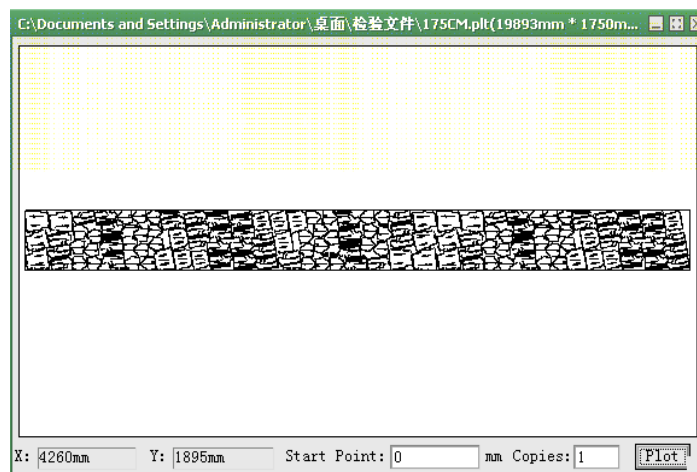 C:\Documents and Settings\Administrator\桌面\检验文件\175CM.plt(19893mm * 1750m...
X: 4260mm Y: 1895mm Start Point: 0 mm Copies: 1 Plot